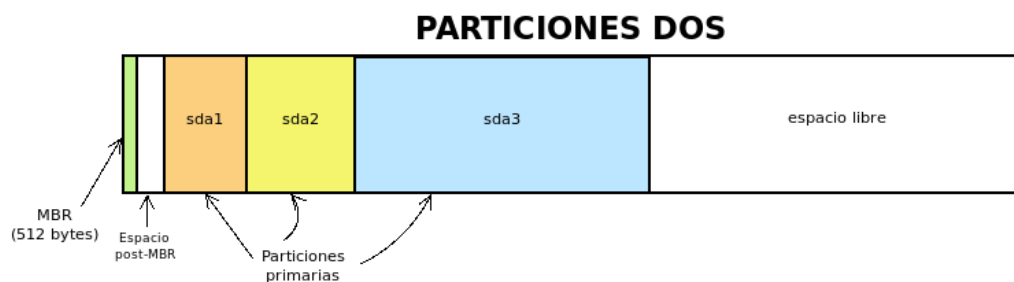 PARTICIONES DOS
sda1
sda2
sda3
espacio libre
MBR
(512 bytes)
Espacio
post-MBR
Particiones
primarias